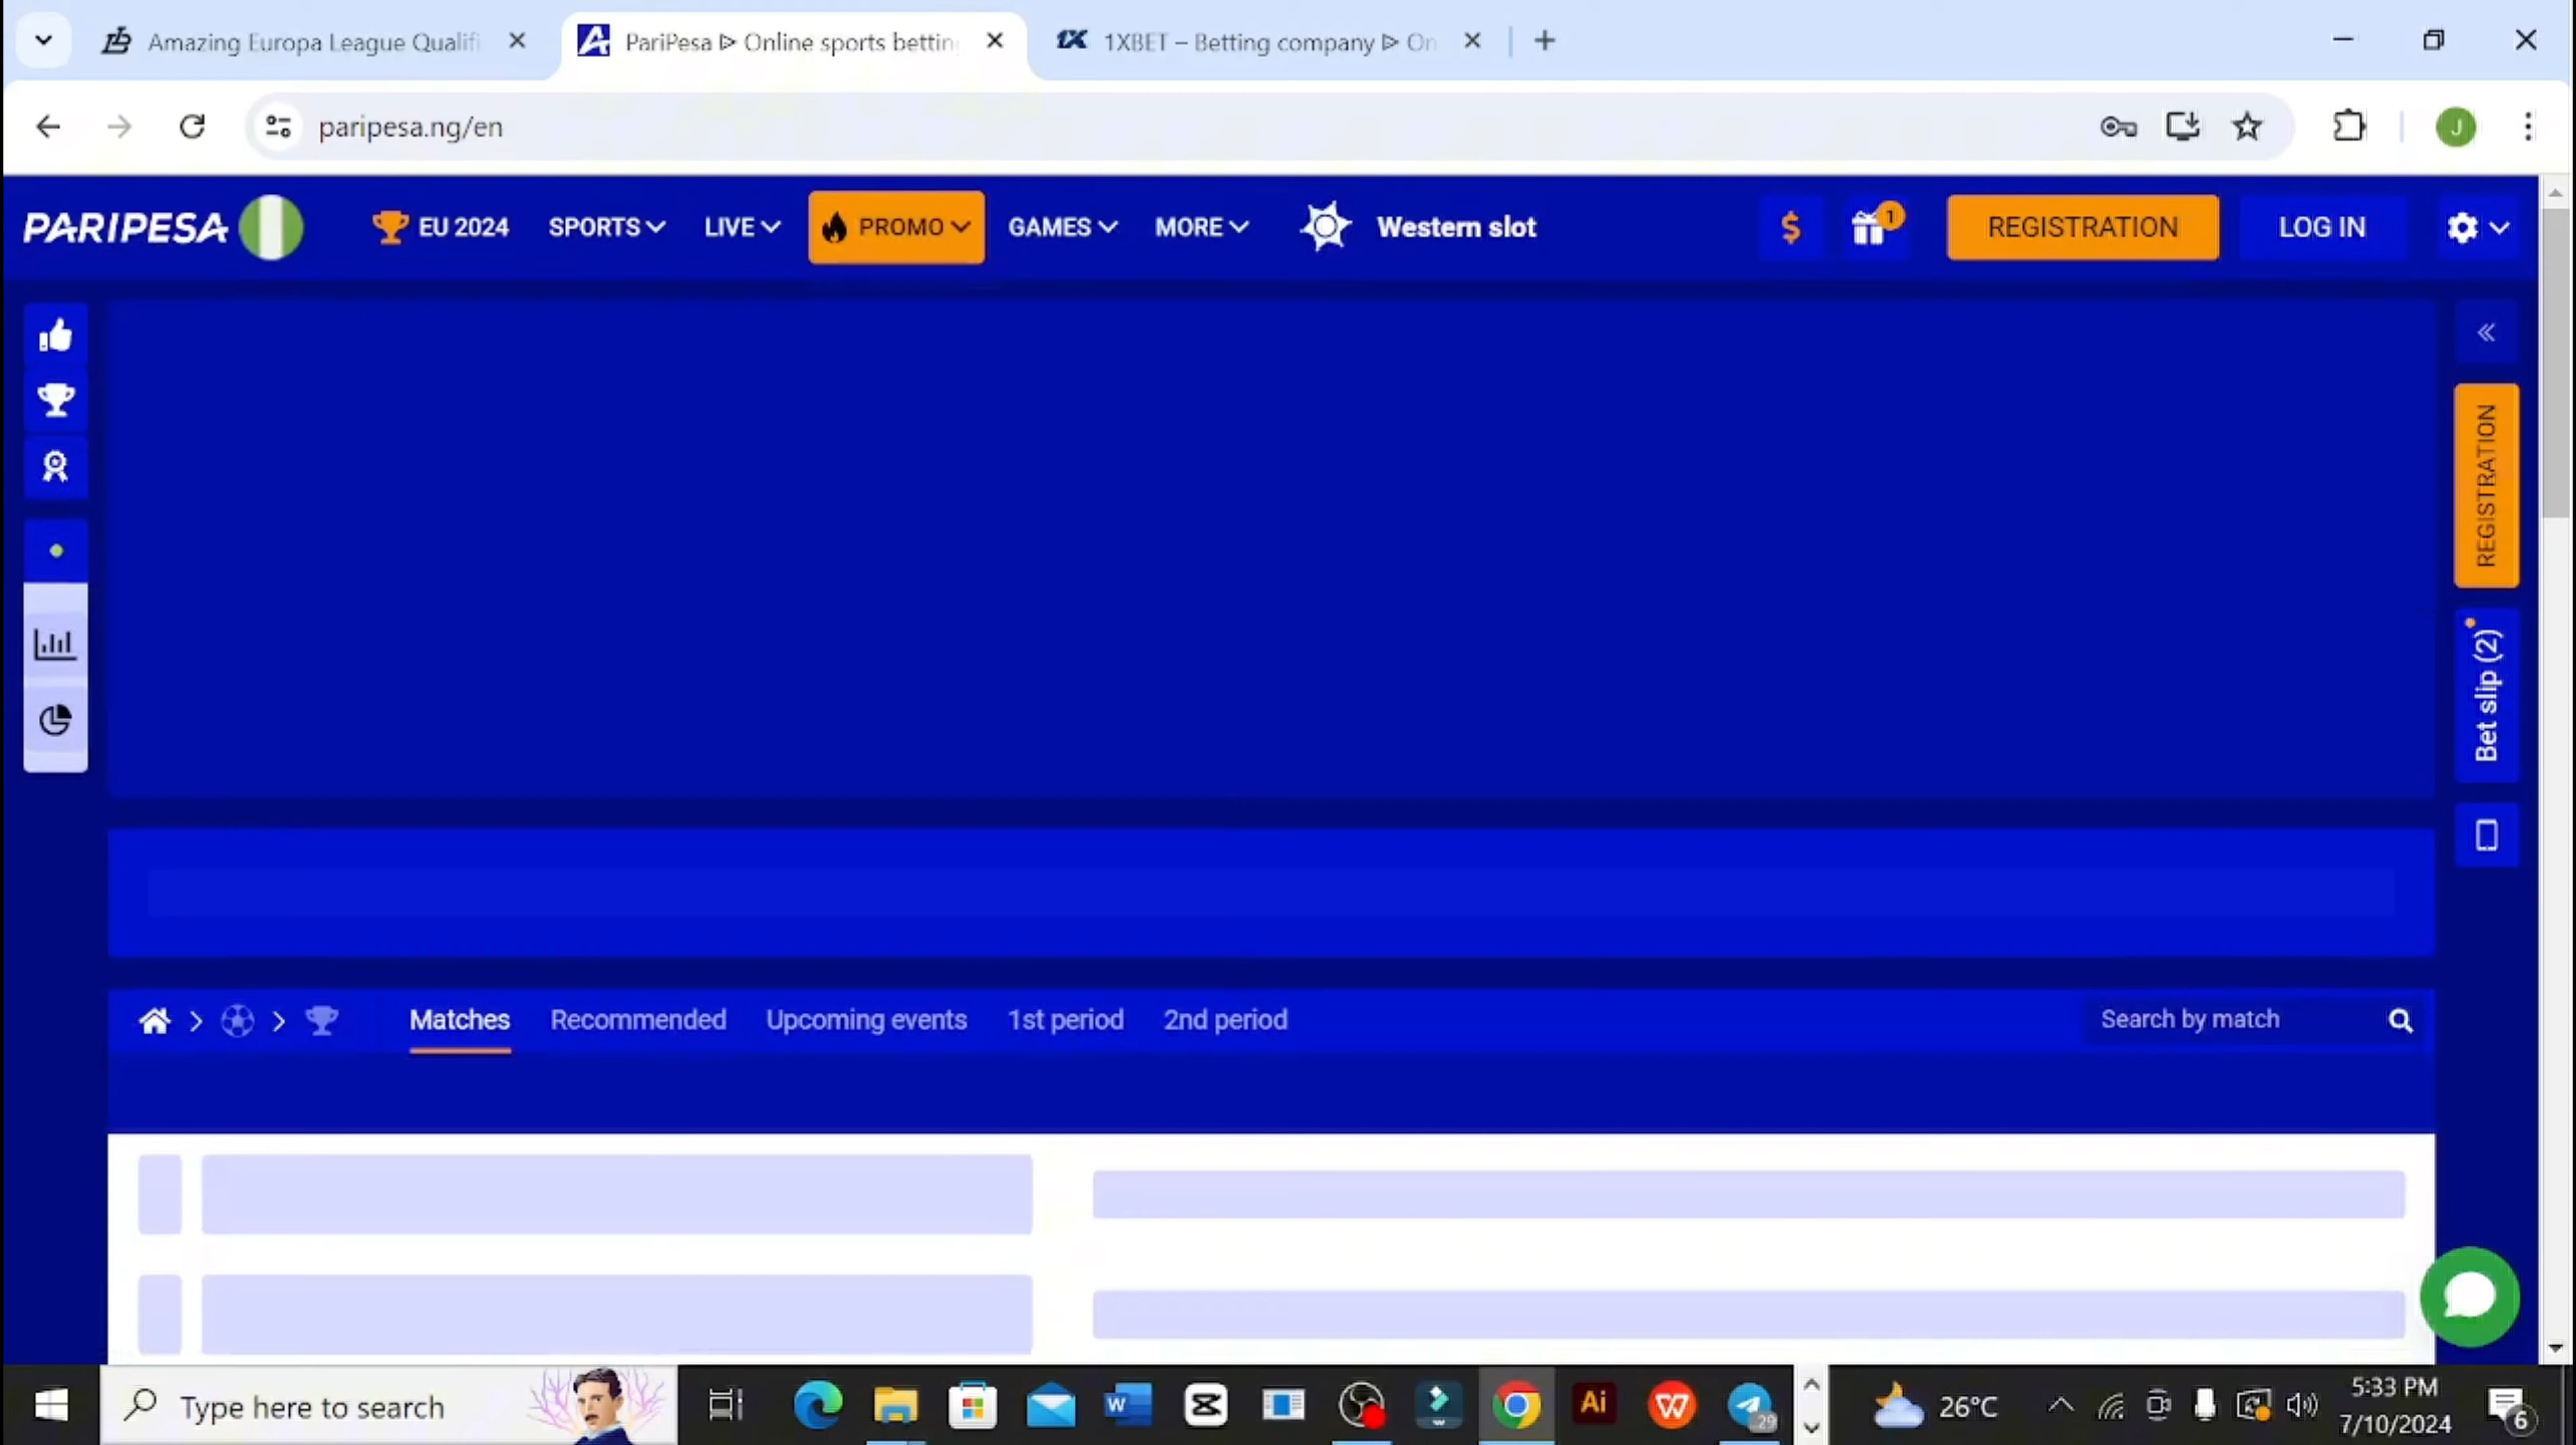 Amazing Europa League Qualifi
PariPesa ᐉ Online sports bettin
1XBET – Betting company ᐉ On
paripesa.ng/en
J
PARIPESA
EU 2024
SPORTS
LIVE
PROMO
GAMES
MORE
Western slot
$
1
REGISTRATION
LOG IN
REGISTRATION
Bet slip (2)
Matches
Recommended
Upcoming events
1st period
2nd period
Search by match
Type here to search
W
Ai
W
29
26°C
5:33 PM
7/10/2024
6